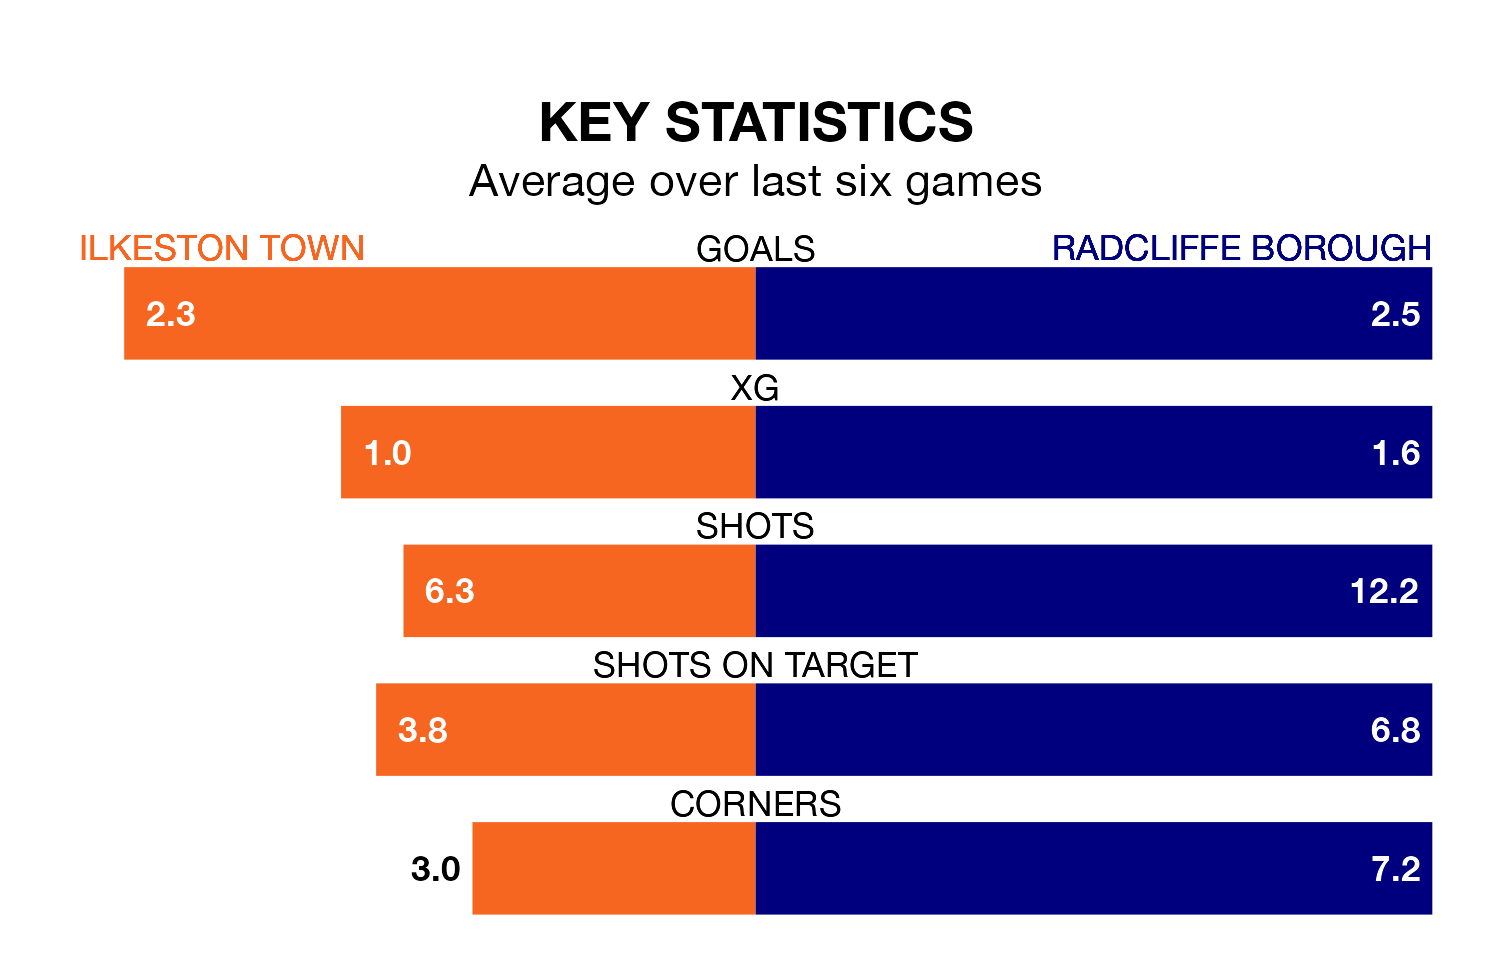 KEY STATISTICS
Average over last six games
ILKESTON TOWN GOALS RADCLIFFE BOROUGH
2.3 2.5
XG
1.0 1.6
SHOTS
6.3 12.2
SHOTS ON TARGET
3.8 6.8
CORNERS
3.0 7.2